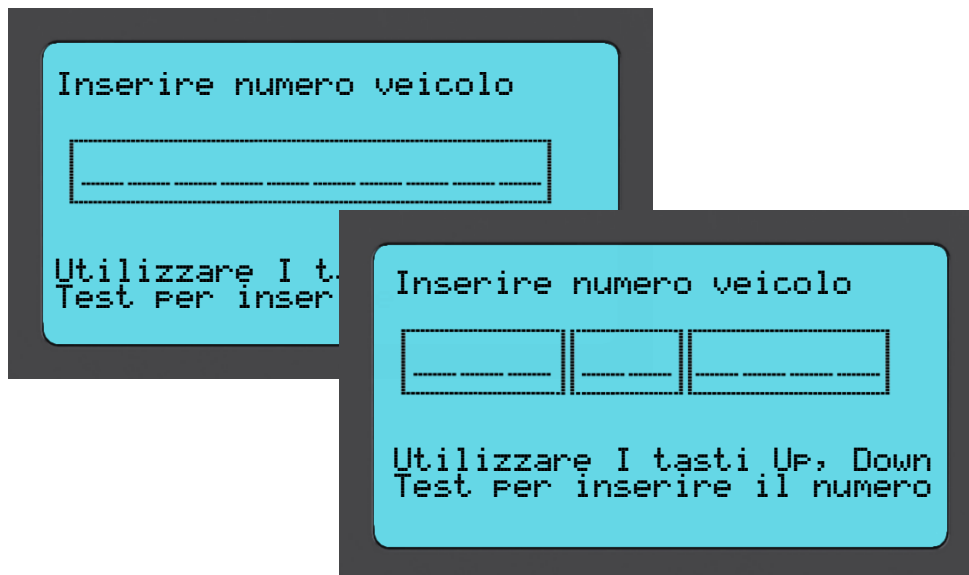 Inserire numero veicolo
Utilizzare I t
Test per inser
Inserire numero veicolo
Utilizzare I tasti Up, Down
Test per inserire il numero